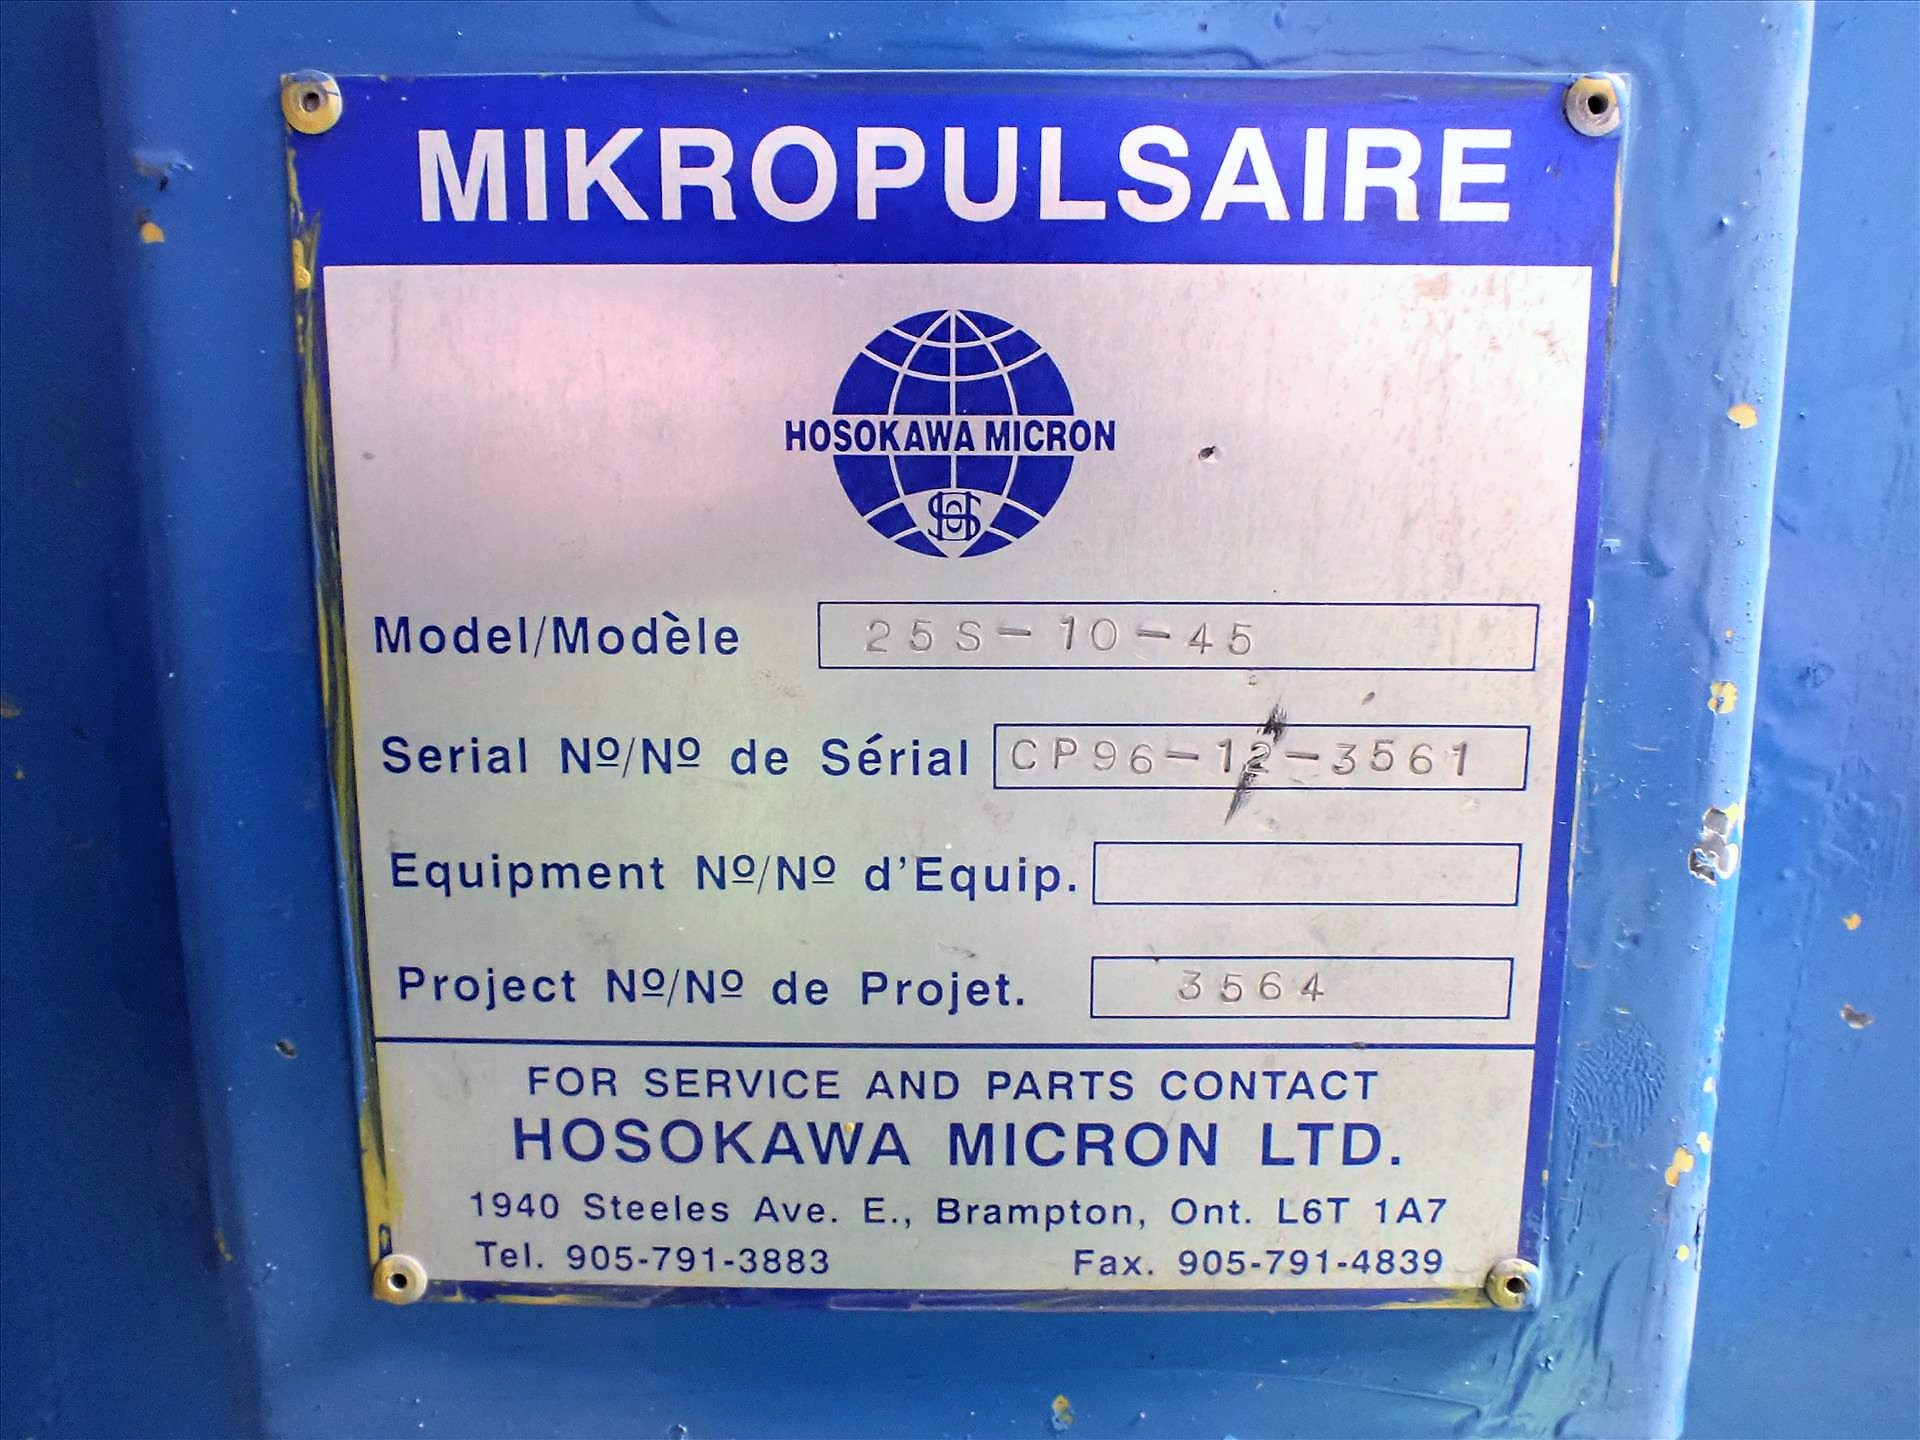 MIKROPULSAIRE
HOSOKAWA MICRON
Model/Modèle 25S-10-45
Serial Nº/Nº de Sérial CP96-12-3561
Equipment Nº/Nº d'Equip.
Project Nº/Nº de Projet. 3564
FOR SERVICE AND PARTS CONTACT
HOSOKAWA MICRON LTD.
1940 Steeles Ave. E., Brampton, Ont. L6T 1A7
Tel. 905-791-3883 Fax. 905-791-4839